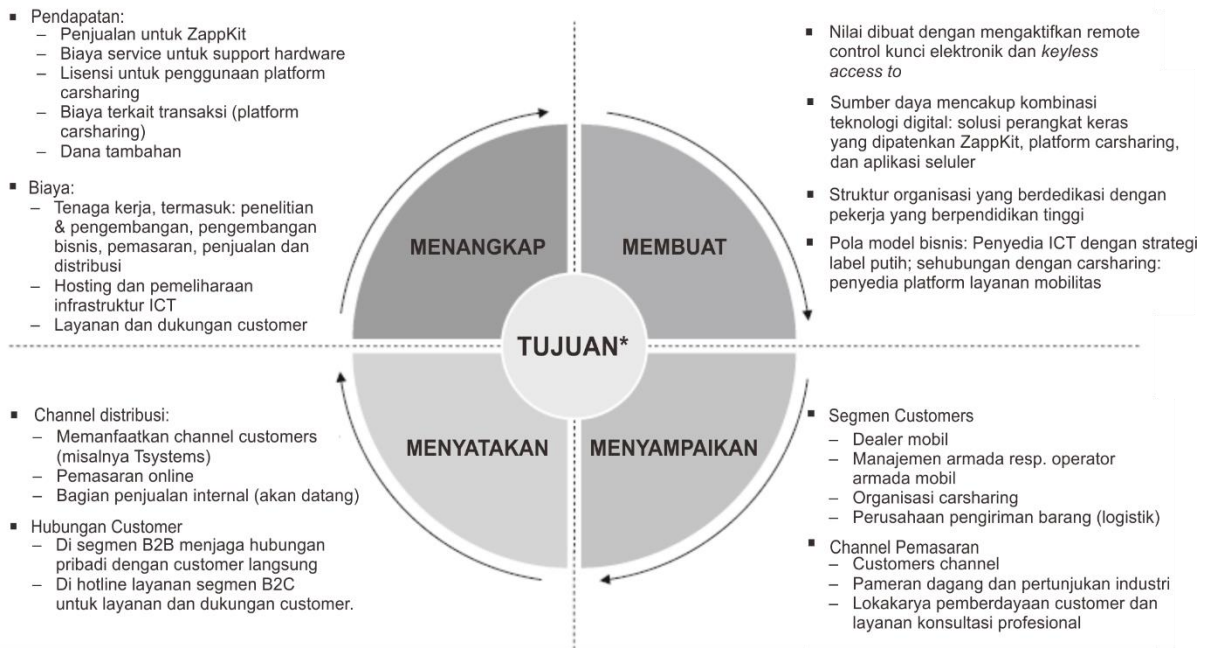 ▪ Pendapatan:
– Penjualan untuk ZappKit
– Biaya service untuk support hardware
– Lisensi untuk penggunaan platform
carsharing
– Biaya terkait transaksi (platform
carsharing)
– Dana tambahan
▪ Biaya:
– Tenaga kerja, termasuk: penelitian
& pengembangan, pengembangan
bisnis, pemasaran, penjualan dan
distribusi
– Hosting dan pemeliharaan
infrastruktur ICT
– Layanan dan dukungan customer
MENANGKAP
MEMBUAT
▪ Nilai dibuat dengan mengaktifkan remote
control kunci elektronik dan keyless
access to
▪ Sumber daya mencakup kombinasi
teknologi digital: solusi perangkat keras
yang dipatenkan ZappKit, platform carsharing,
dan aplikasi seluler
▪ Struktur organisasi yang berdedikasi dengan
pekerja yang berpendidikan tinggi
▪ Pola model bisnis: Penyedia ICT dengan strategi
label putih; sehubungan dengan carsharing:
penyedia platform layanan mobilitas
TUJUAN*
▪ Channel distribusi:
– Memanfaatkan channel customers
(misalnya Tsystems)
– Pemasaran online
– Bagian penjualan internal (akan datang)
▪ Hubungan Customer
– Di segmen B2B menjaga hubungan
pribadi dengan customer langsung
– Di hotline layanan segmen B2C
untuk layanan dan dukungan customer.
MENYATAKAN
MENYAMPAIKAN
▪ Segmen Customers
– Dealer mobil
– Manajemen armada resp. operator
armada mobil
– Organisasi carsharing
– Perusahaan pengiriman barang (logistik)
▪ Channel Pemasaran
– Customers channel
– Pameran dagang dan pertunjukan industri
– Lokakarya pemberdayaan customer dan
layanan konsultasi profesional